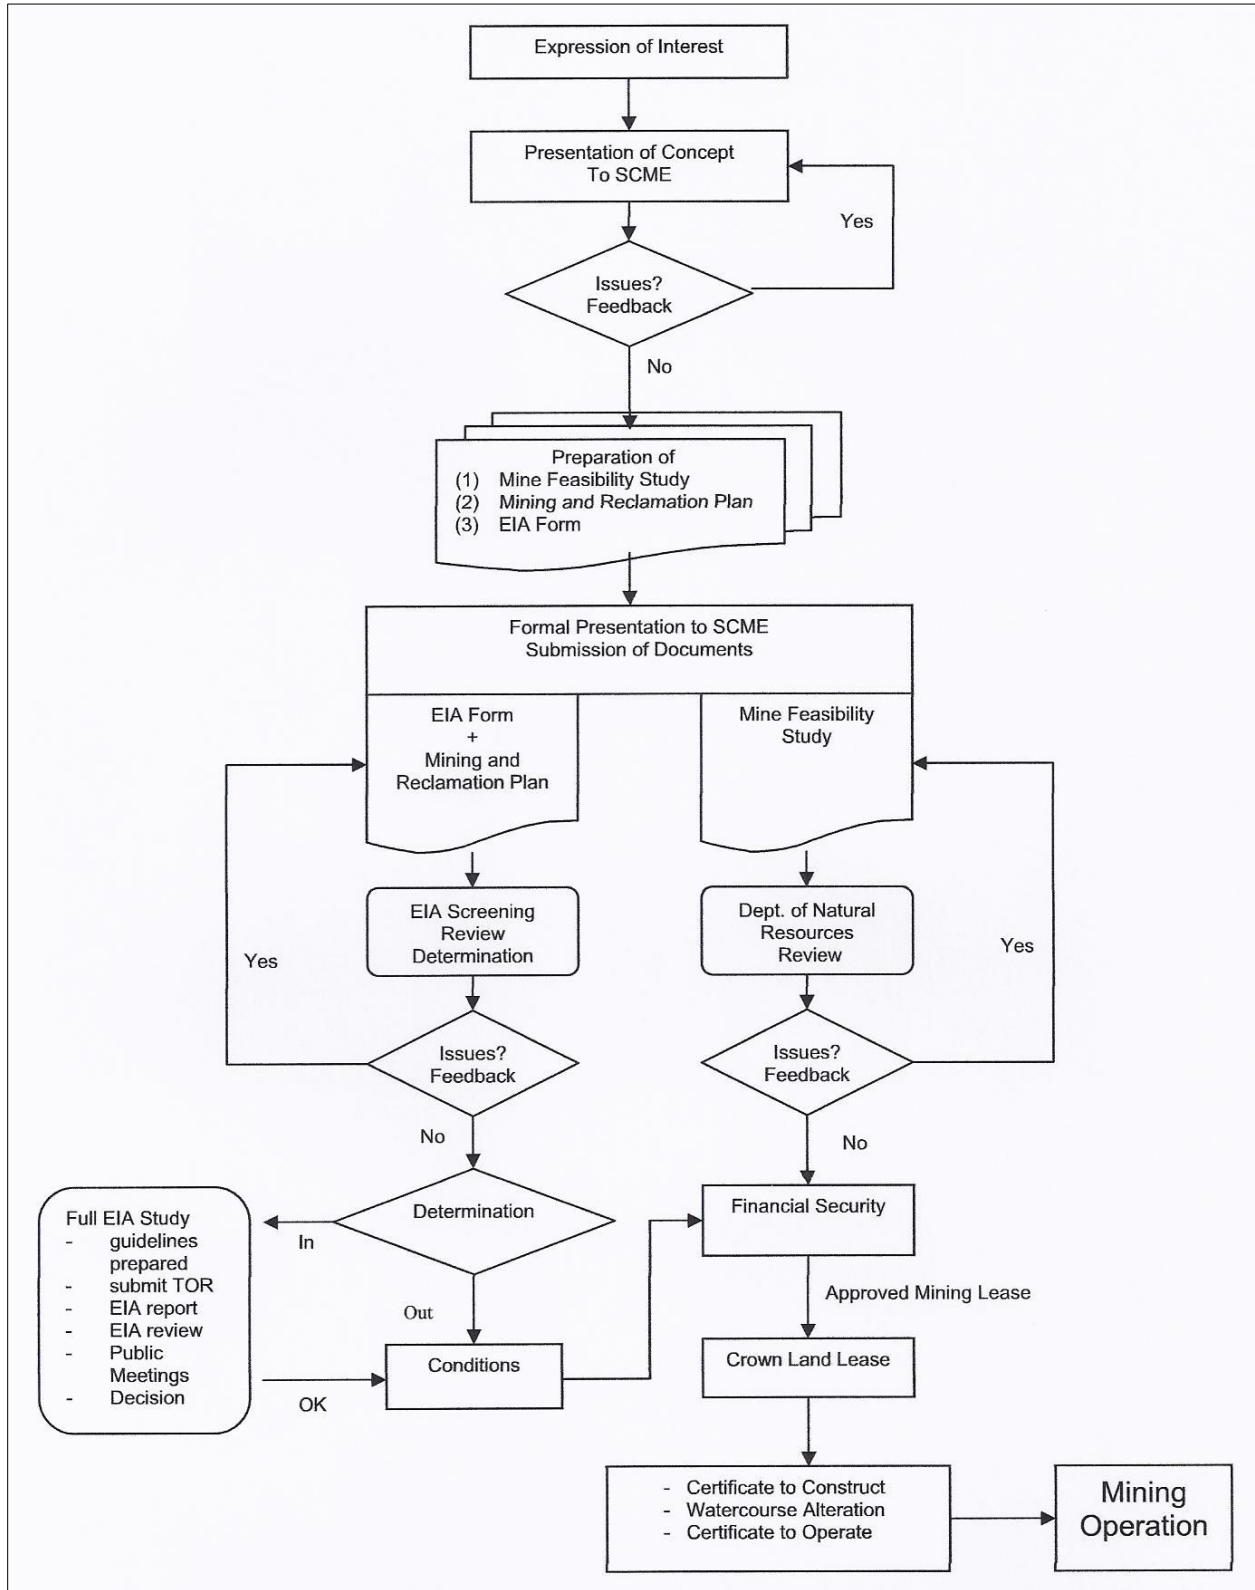 Expression of Interest
Presentation of Concept
To SCME
Yes
Issues?
Feedback
No
Preparation of
(1) Mine Feasibility Study
(2) Mining and Reclamation Plan
(3) EIA Form
Formal Presentation to SCME
Submission of Documents
EIA Form
+
Mining and
Reclamation Plan
Mine Feasibility
Study
EIA Screening
Review
Determination
Dept. of Natural
Resources
Review
Yes
Yes
Issues?
Feedback
Issues?
Feedback
No
No
Determination
Financial Security
In
Full EIA Study
- guidelines
prepared
- submit TOR
- EIA report
- EIA review
- Public
Meetings
- Decision
Out
Approved Mining Lease
Conditions
Crown Land Lease
OK
- Certificate to Construct
- Watercourse Alteration
- Certificate to Operate
Mining
Operation